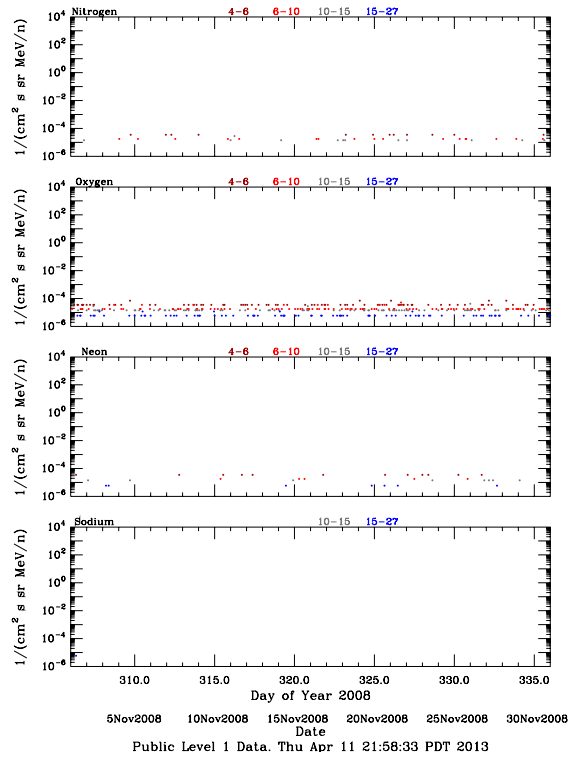 Nitrogen 4-6 6-10 10-15 15-27
10^4
10^2
10^0
10^-2
10^-4
10^-6
1/(cm^2 s sr MeV/n)
Oxygen 4-6 6-10 10-15 15-27
10^4
10^2
10^0
10^-2
10^-4
10^-6
1/(cm^2 s sr MeV/n)
Neon 4-6 6-10 10-15 15-27
10^4
10^2
10^0
10^-2
10^-4
10^-6
1/(cm^2 s sr MeV/n)
Sodium 10-15 15-27
10^4
10^2
10^0
10^-2
10^-4
10^-6
1/(cm^2 s sr MeV/n)
310.0 315.0 320.0 325.0 330.0 335.0
Day of Year 2008
5Nov2008 10Nov2008 15Nov2008 20Nov2008 25Nov2008 30Nov2008
Date
Public Level 1 Data. Thu Apr 11 21:58:33 PDT 2013